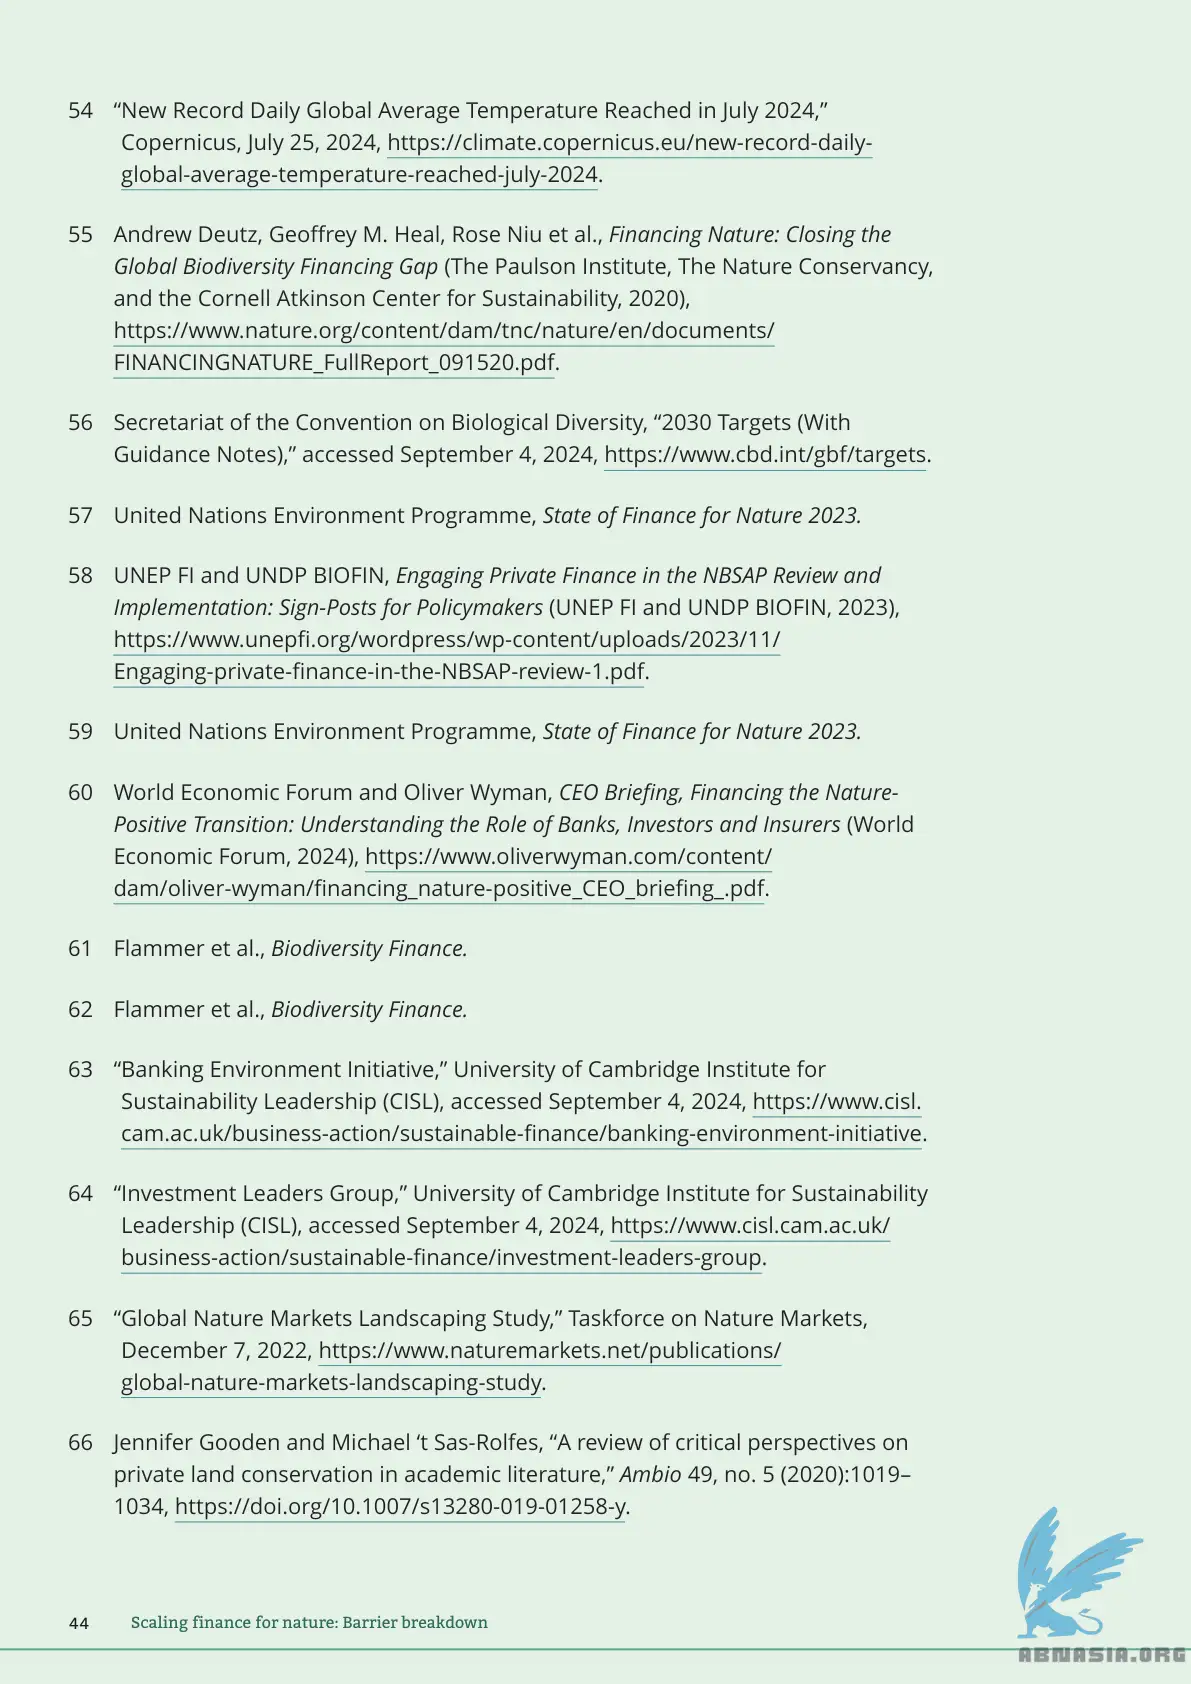 54 “New Record Daily Global Average Temperature Reached in July 2024,”
Copernicus, July 25, 2024, https://climate.copernicus.eu/new-record-daily-
global-average-temperature-reached-july-2024.
55 Andrew Deutz, Geoffrey M. Heal, Rose Niu et al., Financing Nature: Closing the
Global Biodiversity Financing Gap (The Paulson Institute, The Nature Conservancy,
and the Cornell Atkinson Center for Sustainability, 2020),
https://www.nature.org/content/dam/tnc/nature/en/documents/
FINANCINGNATURE_FullReport_091520.pdf.
56 Secretariat of the Convention on Biological Diversity, “2030 Targets (With
Guidance Notes),” accessed September 4, 2024, https://www.cbd.int/gbf/targets.
57 United Nations Environment Programme, State of Finance for Nature 2023.
58 UNEP FI and UNDP BIOFIN, Engaging Private Finance in the NBSAP Review and
Implementation: Sign-Posts for Policymakers (UNEP FI and UNDP BIOFIN, 2023),
https://www.unepfi.org/wordpress/wp-content/uploads/2023/11/
Engaging-private-finance-in-the-NBSAP-review-1.pdf.
59 United Nations Environment Programme, State of Finance for Nature 2023.
60 World Economic Forum and Oliver Wyman, CEO Briefing, Financing the Nature-
Positive Transition: Understanding the Role of Banks, Investors and Insurers (World
Economic Forum, 2024), https://www.oliverwyman.com/content/
dam/oliver-wyman/financing_nature-positive_CEO_briefing_.pdf.
61 Flammer et al., Biodiversity Finance.
62 Flammer et al., Biodiversity Finance.
63 “Banking Environment Initiative,” University of Cambridge Institute for
Sustainability Leadership (CISL), accessed September 4, 2024, https://www.cisl.
cam.ac.uk/business-action/sustainable-finance/banking-environment-initiative.
64 “Investment Leaders Group,” University of Cambridge Institute for Sustainability
Leadership (CISL), accessed September 4, 2024, https://www.cisl.cam.ac.uk/
business-action/sustainable-finance/investment-leaders-group.
65 “Global Nature Markets Landscaping Study,” Taskforce on Nature Markets,
December 7, 2022, https://www.naturemarkets.net/publications/
global-nature-markets-landscaping-study.
66 Jennifer Gooden and Michael ‘t Sas-Rolfes, “A review of critical perspectives on
private land conservation in academic literature,” Ambio 49, no. 5 (2020):1019–
1034, https://doi.org/10.1007/s13280-019-01258-y.
44 Scaling finance for nature: Barrier breakdown
ABNASIA.ORG